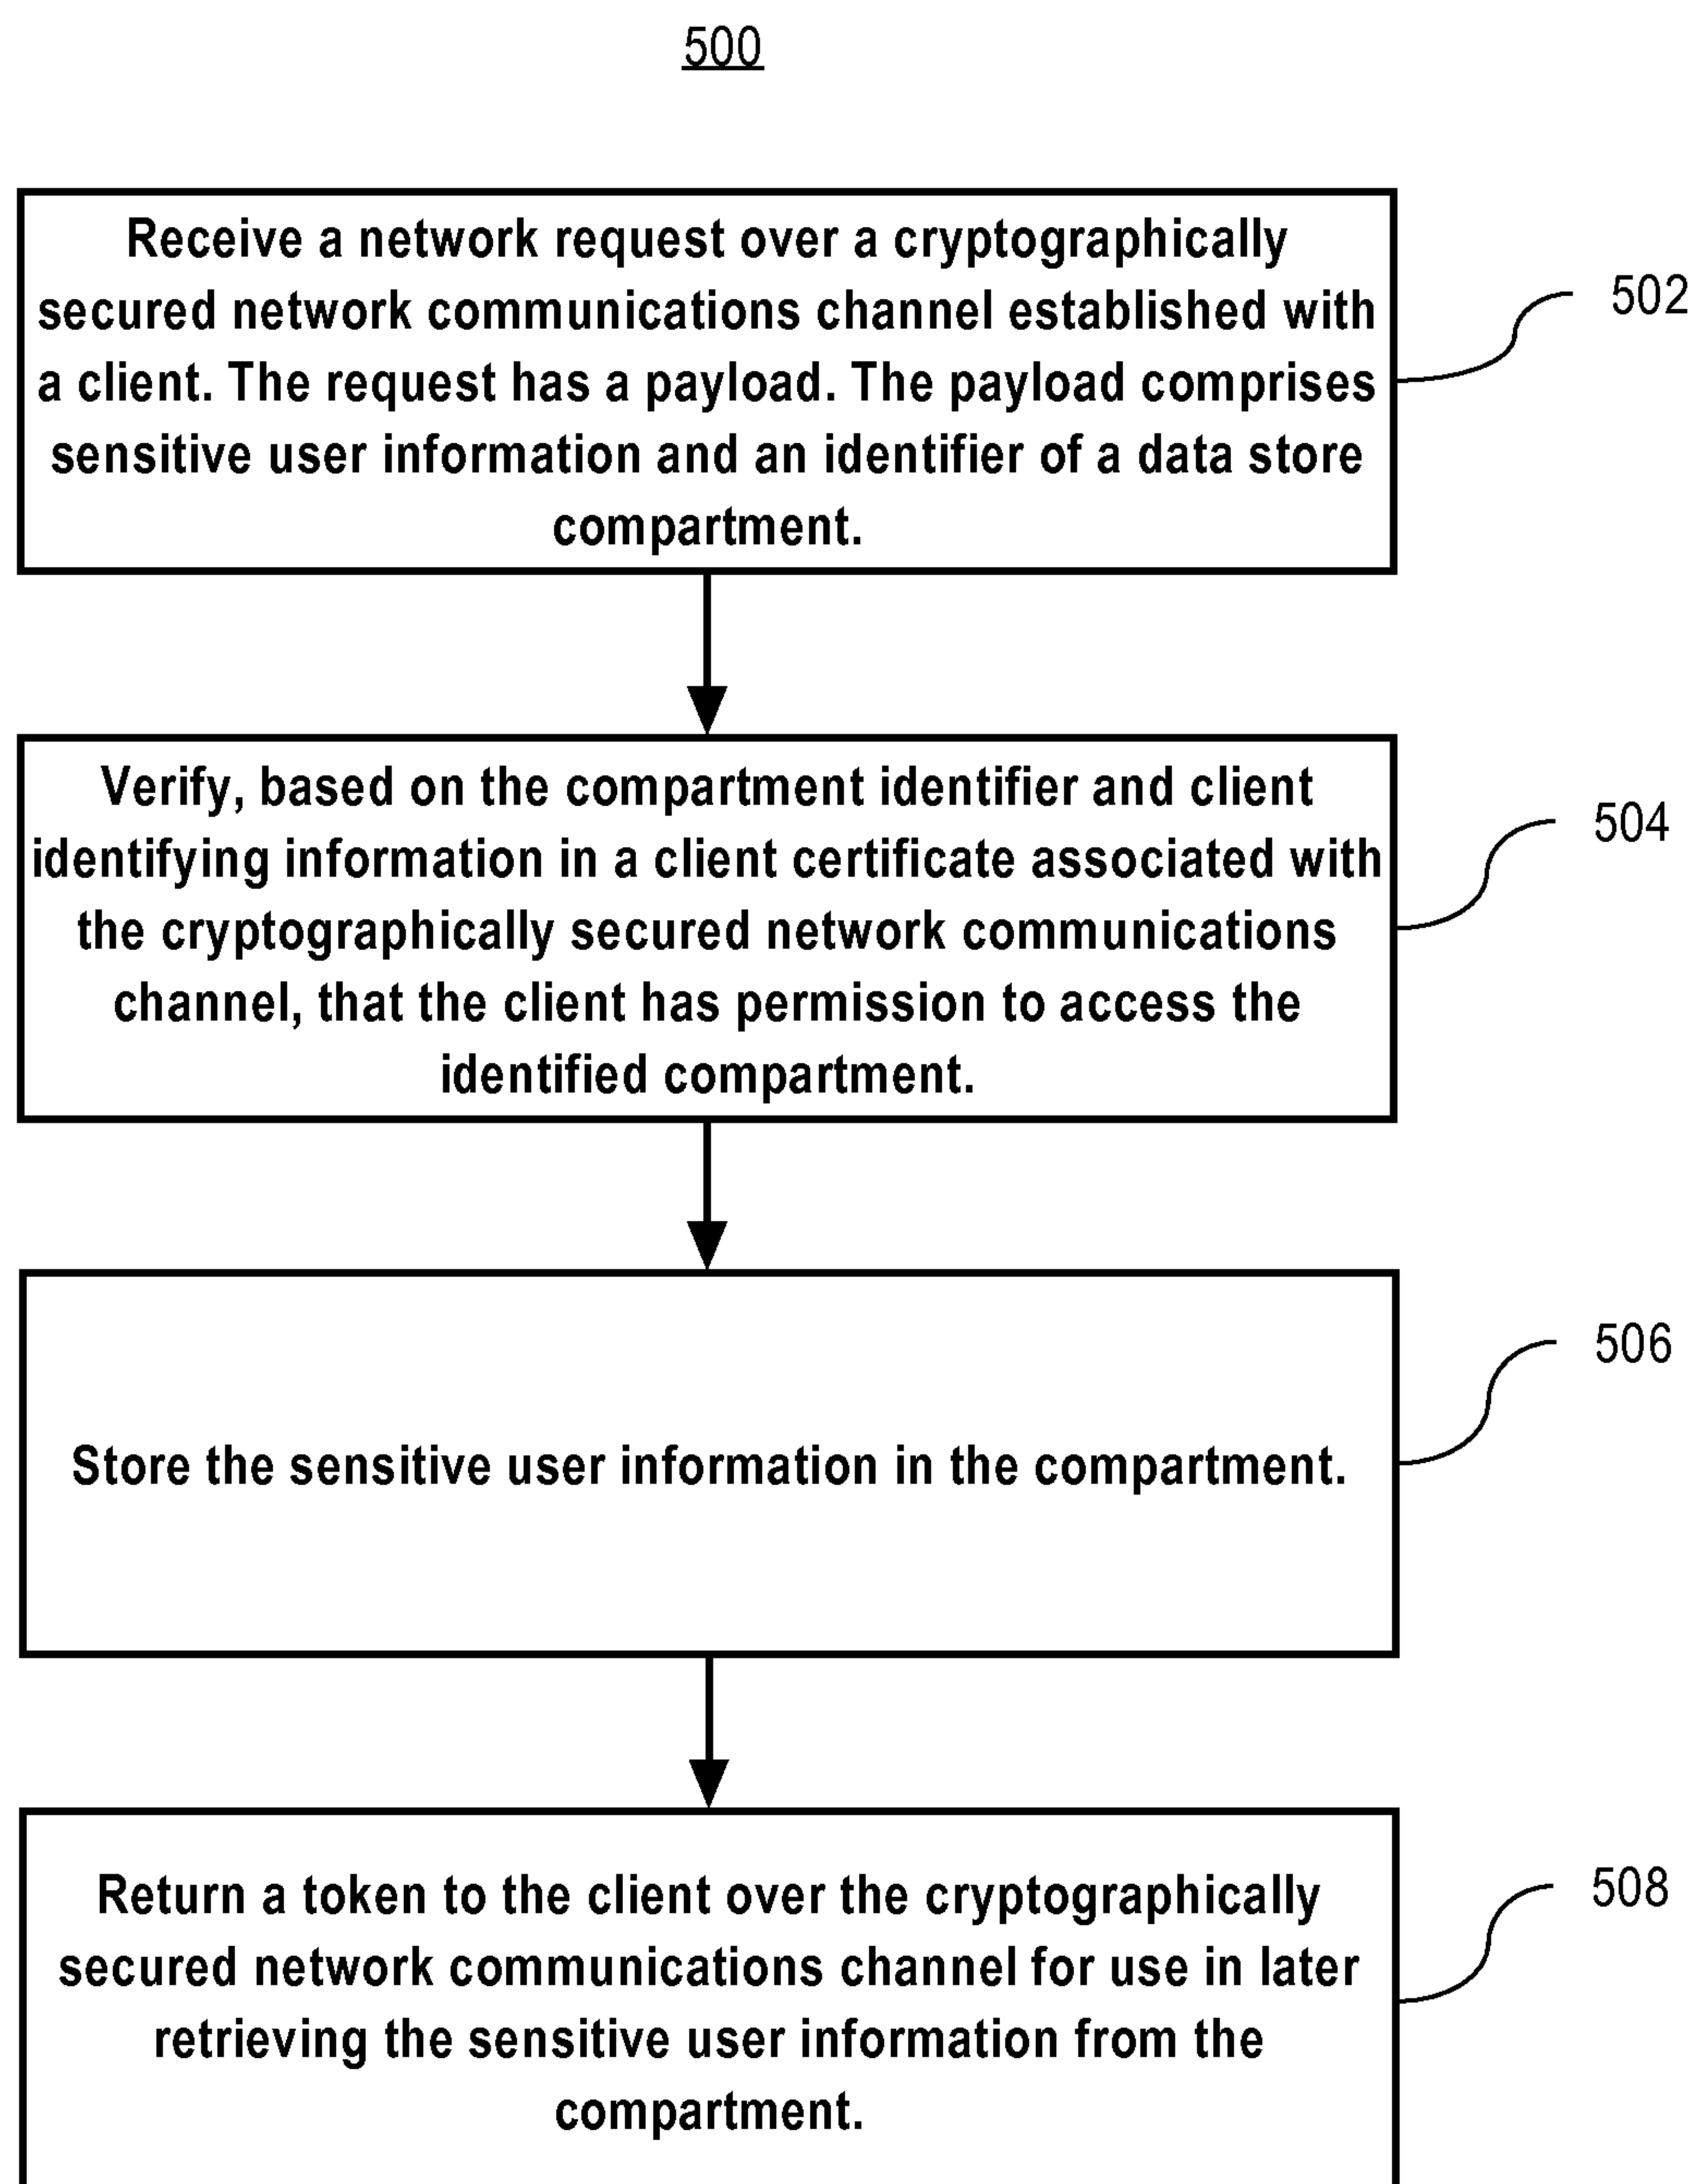 500
Receive a network request over a cryptographically
secured network communications channel established with
a client. The request has a payload. The payload comprises
sensitive user information and an identifier of a data store
compartment.
502
Verify, based on the compartment identifier and client
identifying information in a client certificate associated with
the cryptographically secured network communications
channel, that the client has permission to access the
identified compartment.
504
Store the sensitive user information in the compartment.
506
Return a token to the client over the cryptographically
secured network communications channel for use in later
retrieving the sensitive user information from the
compartment.
508